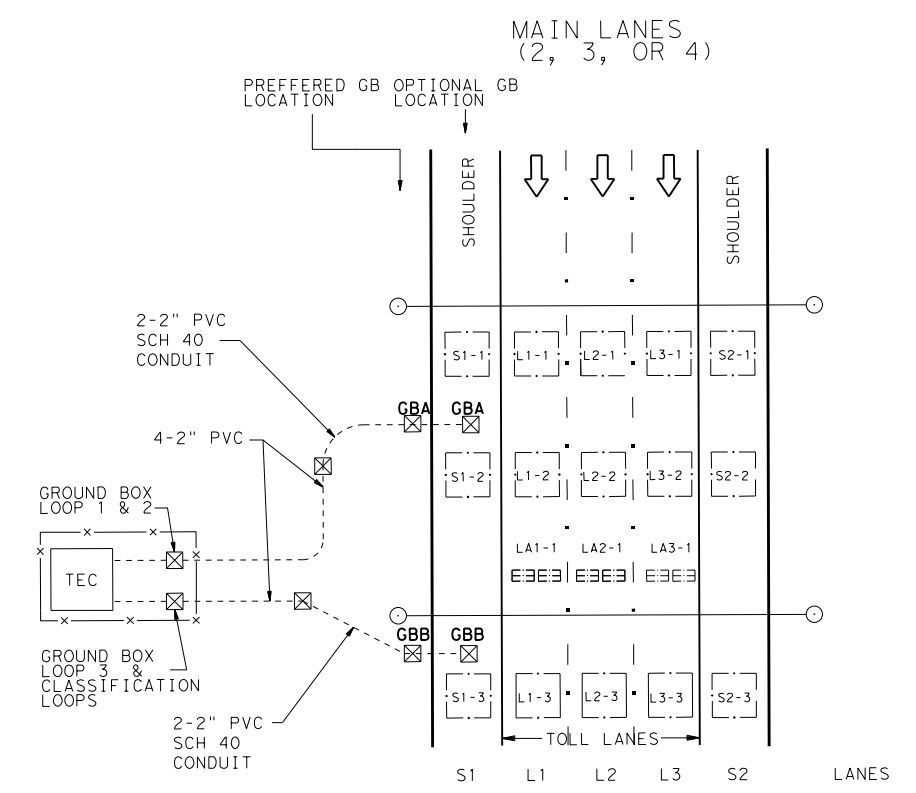 MAIN LANES
(2, 3, OR 4)
PREFFERED GB
LOCATION
OPTIONAL GB
LOCATION
SHOULDER
SHOULDER
2-2" PVC
SCH 40
CONDUIT
S1-1
L1-1
L2-1
L3-1
S2-1
GBA
GBA
4-2" PVC
S1-2
L1-2
L2-2
L3-2
S2-2
GROUND BOX
LOOP 1 & 2
LA1-1
LA2-1
LA3-1
TEC
GBB
GBB
GROUND BOX
LOOP 3 &
CLASSIFICATION
LOOPS
S1-3
L1-3
L2-3
L3-3
S2-3
2-2" PVC
SCH 40
CONDUIT
TOLL LANES
S1
L1
L2
L3
S2
LANES